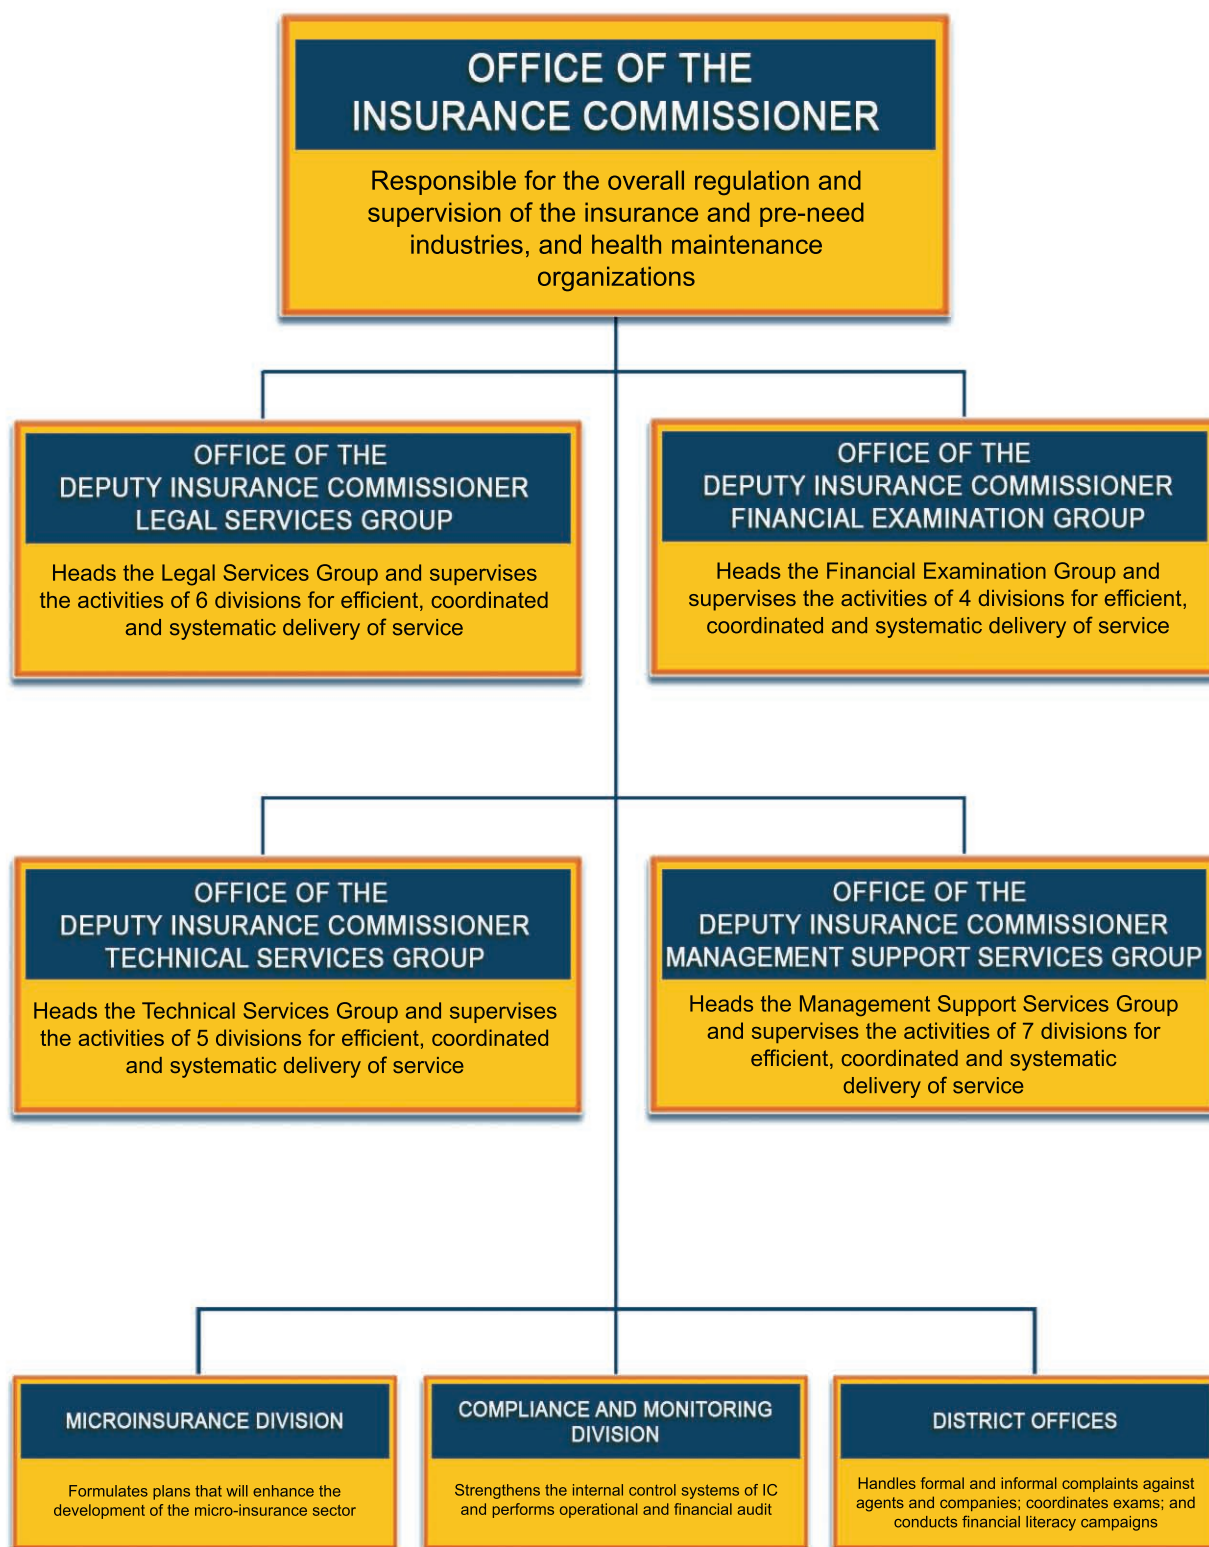 OFFICE OF THE
INSURANCE COMMISSIONER
Responsible for the overall regulation and
supervision of the insurance and pre-need
industries, and health maintenance
organizations
OFFICE OF THE
DEPUTY INSURANCE COMMISSIONER
LEGAL SERVICES GROUP
Heads the Legal Services Group and supervises
the activities of 6 divisions for efficient, coordinated
and systematic delivery of service
OFFICE OF THE
DEPUTY INSURANCE COMMISSIONER
FINANCIAL EXAMINATION GROUP
Heads the Financial Examination Group and
supervises the activities of 4 divisions for efficient,
coordinated and systematic delivery of service
OFFICE OF THE
DEPUTY INSURANCE COMMISSIONER
TECHNICAL SERVICES GROUP
Heads the Technical Services Group and supervises
the activities of 5 divisions for efficient, coordinated
and systematic delivery of service
OFFICE OF THE
DEPUTY INSURANCE COMMISSIONER
MANAGEMENT SUPPORT SERVICES GROUP
Heads the Management Support Services Group
and supervises the activities of 7 divisions for
efficient, coordinated and systematic
delivery of service
MICROINSURANCE DIVISION
Formulates plans that will enhance the
development of the micro-insurance sector
COMPLIANCE AND MONITORING
DIVISION
Strengthens the internal control systems of IC
and performs operational and financial audit
DISTRICT OFFICES
Handles formal and informal complaints against
agents and companies; coordinates exams; and
conducts financial literacy campaigns